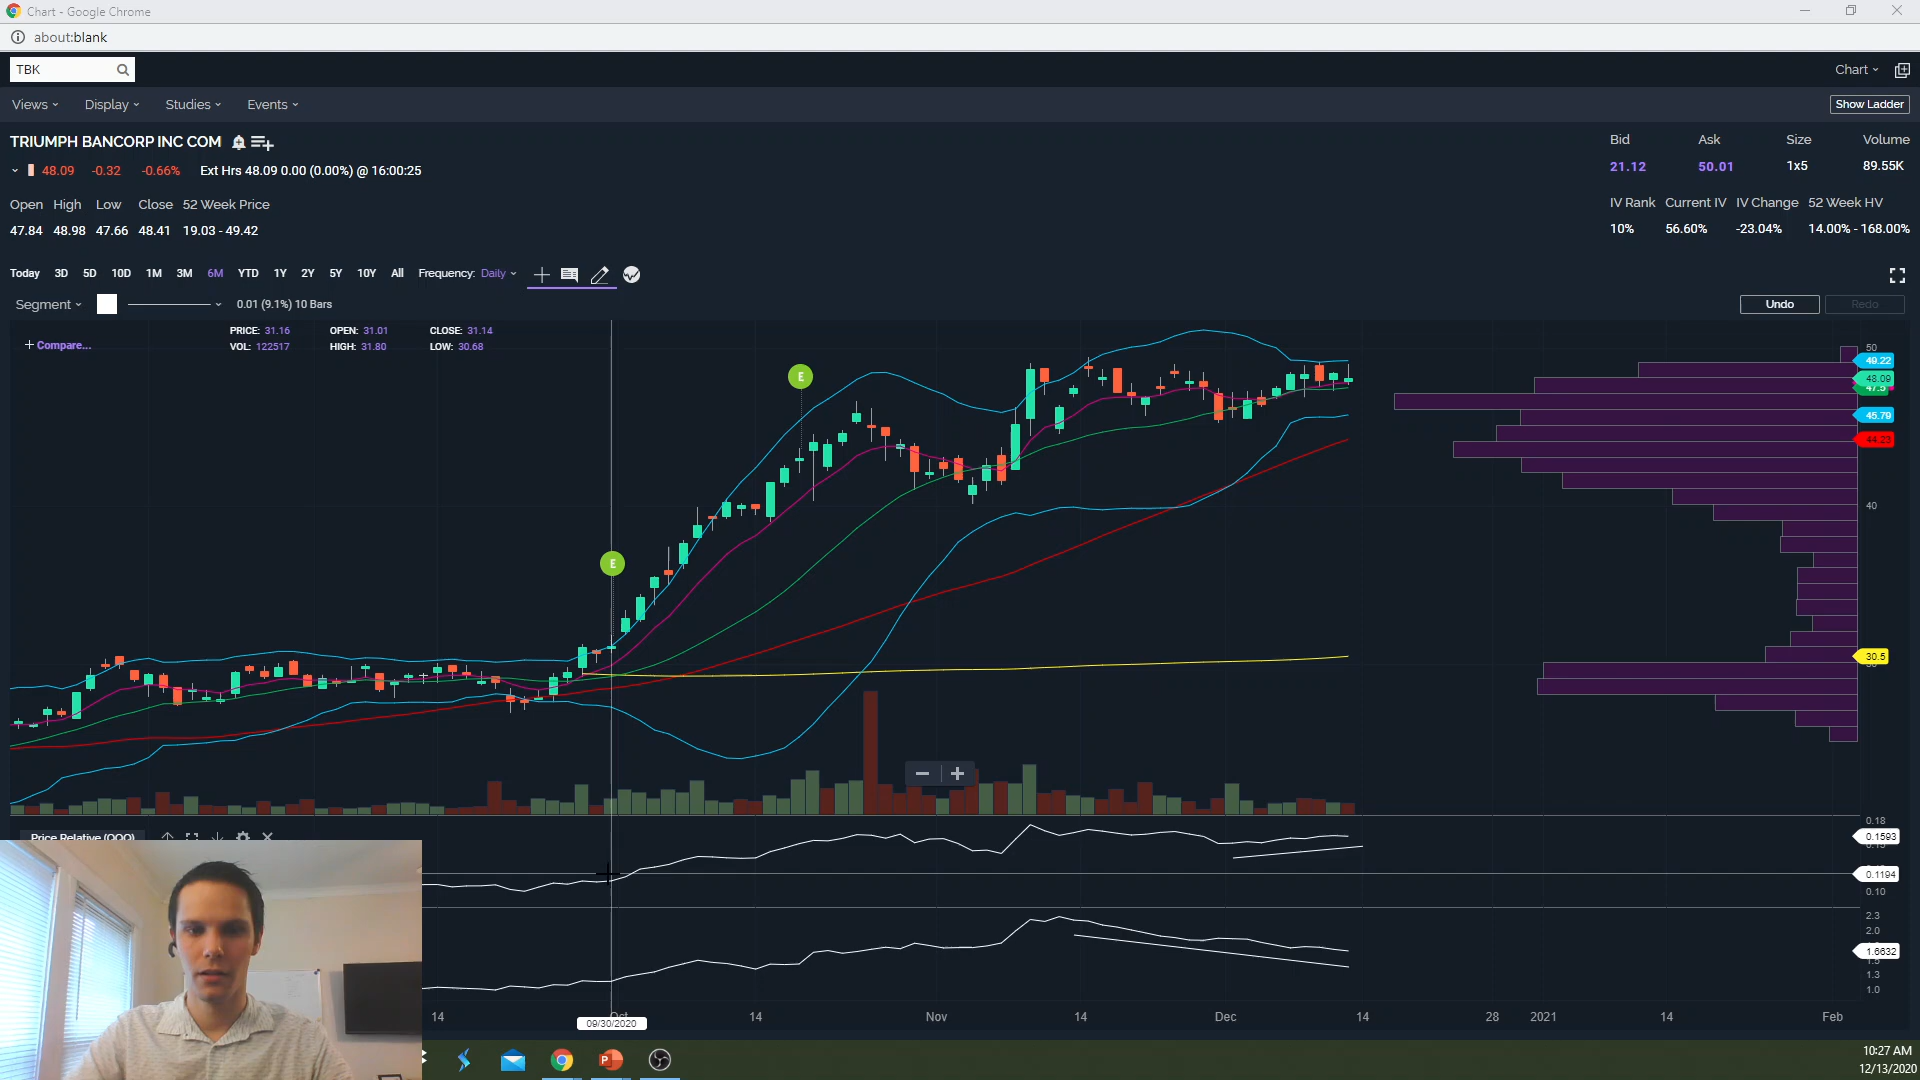 Chart - Google Chrome
about:blank
TBK
Chart
Views Display Studies Events
Show Ladder
TRIUMPH BANCORP INC COM
48.09 -0.32 -0.66% Ext Hrs 48.09 0.00 (0.00%) @ 16:00:25
Bid Ask Size Volume
21.12 50.01 1x5 89.55K
Open High Low Close 52 Week Price
47.84 48.98 47.66 48.41 19.03 - 49.42
IV Rank Current IV IV Change 52 Week HV
10% 56.60% -23.04% 14.00% - 168.00%
Today 3D 5D 10D 1M 3M 6M YTD 1Y 2Y 5Y 10Y All Frequency: Daily
Segment 0.01 (9.1%) 10 Bars
Undo Redo
PRICE: 31.16 OPEN: 31.01 CLOSE: 31.14
VOL: 122517 HIGH: 31.80 LOW: 30.68
+ Compare...
E
E
50
49.22
48.09
45.79
44.23
40
30.5
Price Relative (QQQ)
0.18
0.1593
0.1194
0.10
2.3
2.0
1.6632
1.3
1.0
14 Oct 14 Nov 14 Dec 14 28 2021 14 Feb
09/30/2020
10:27 AM
12/13/2020